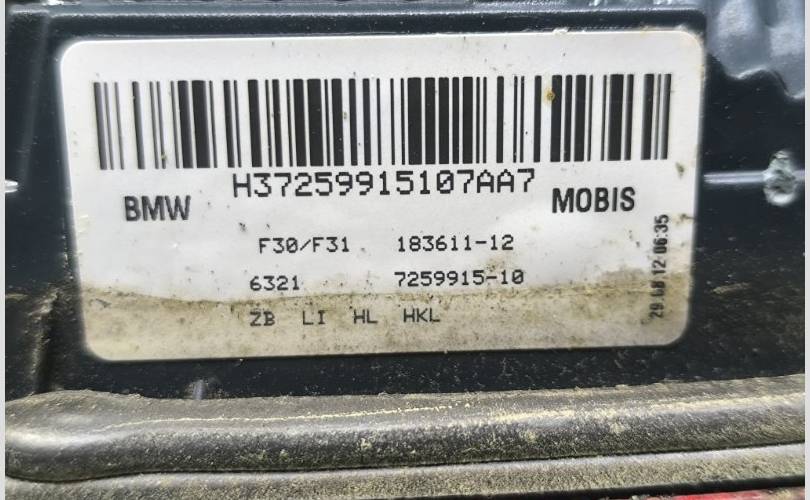 H37259915107AA7
BMW
MOBIS
F30/F31 183611-12
6321 7259915-10
ZB LI HL HKL
29.08.12 06:35